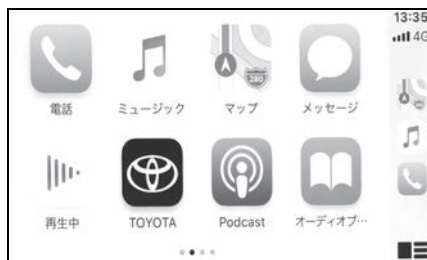 電話
ミュージック
マップ
メッセージ
13:35
4G
280
再生中
TOYOTA
Podcast
オーディオブ…